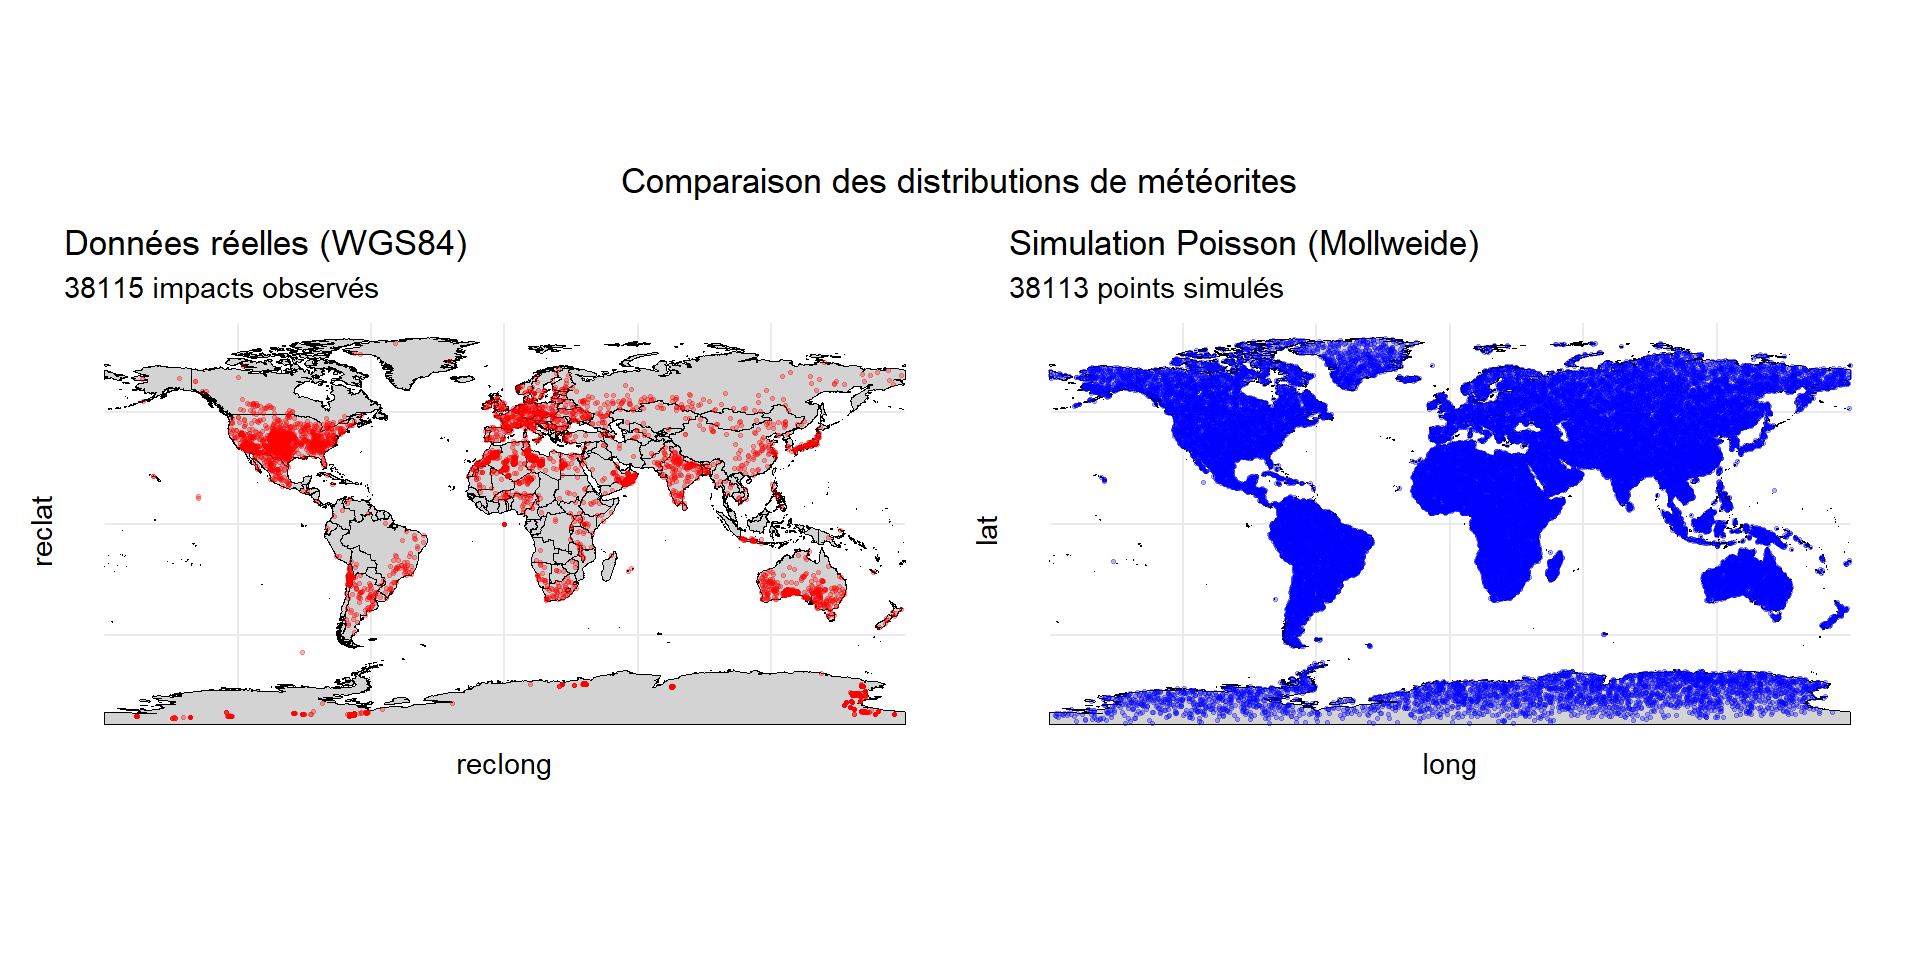 Comparaison des distributions de météorites
Données réelles (WGS84)
38115 impacts observés
reclat
reclong
Simulation Poisson (Mollweide)
38113 points simulés
lat
long